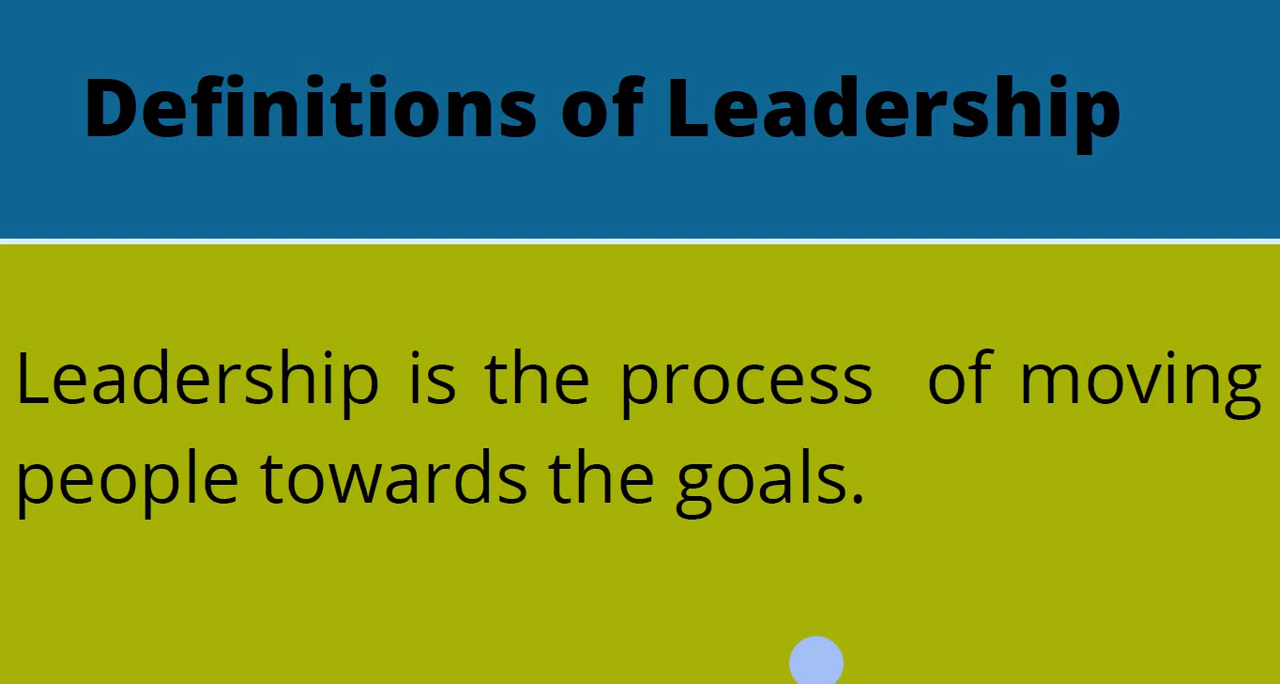 Definitions of Leadership
Leadership is the process of moving
people towards the goals.